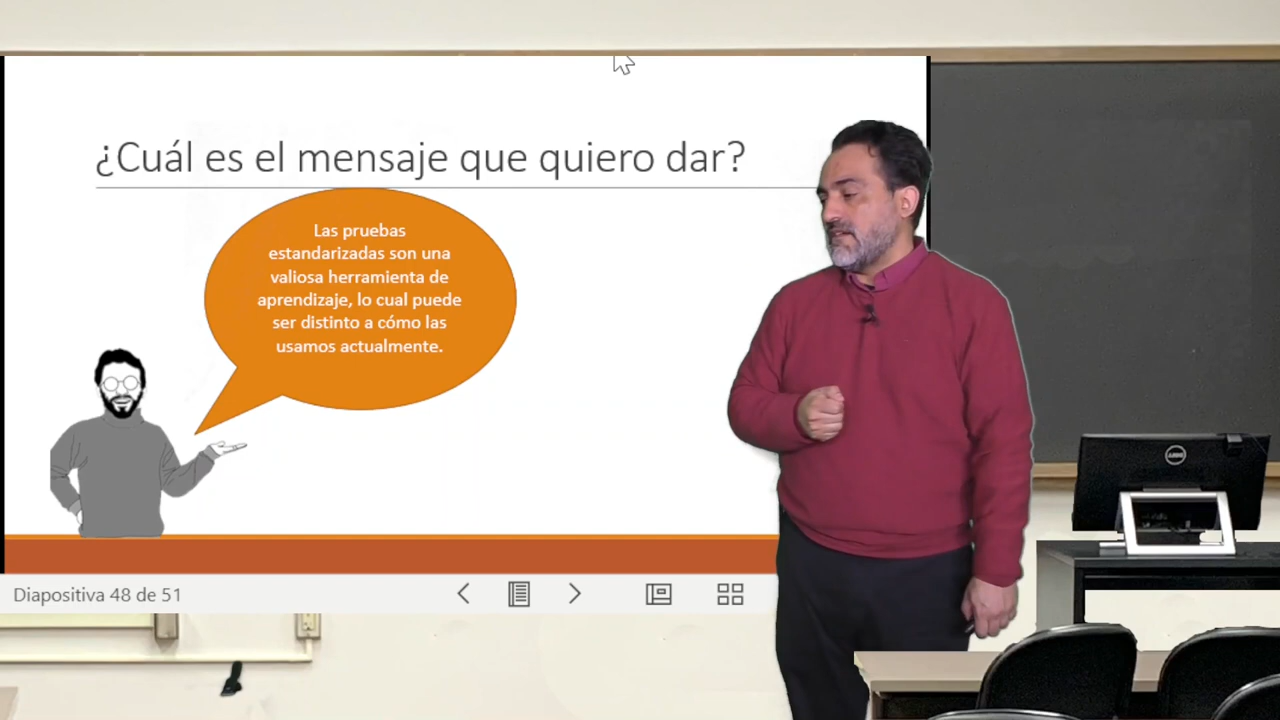 ¿Cuál es el mensaje que quiero dar?
Las pruebas
estandarizadas son una
valiosa herramienta de
aprendizaje, lo cual puede
ser distinto a cómo las
usamos actualmente.
Diapositiva 48 de 51